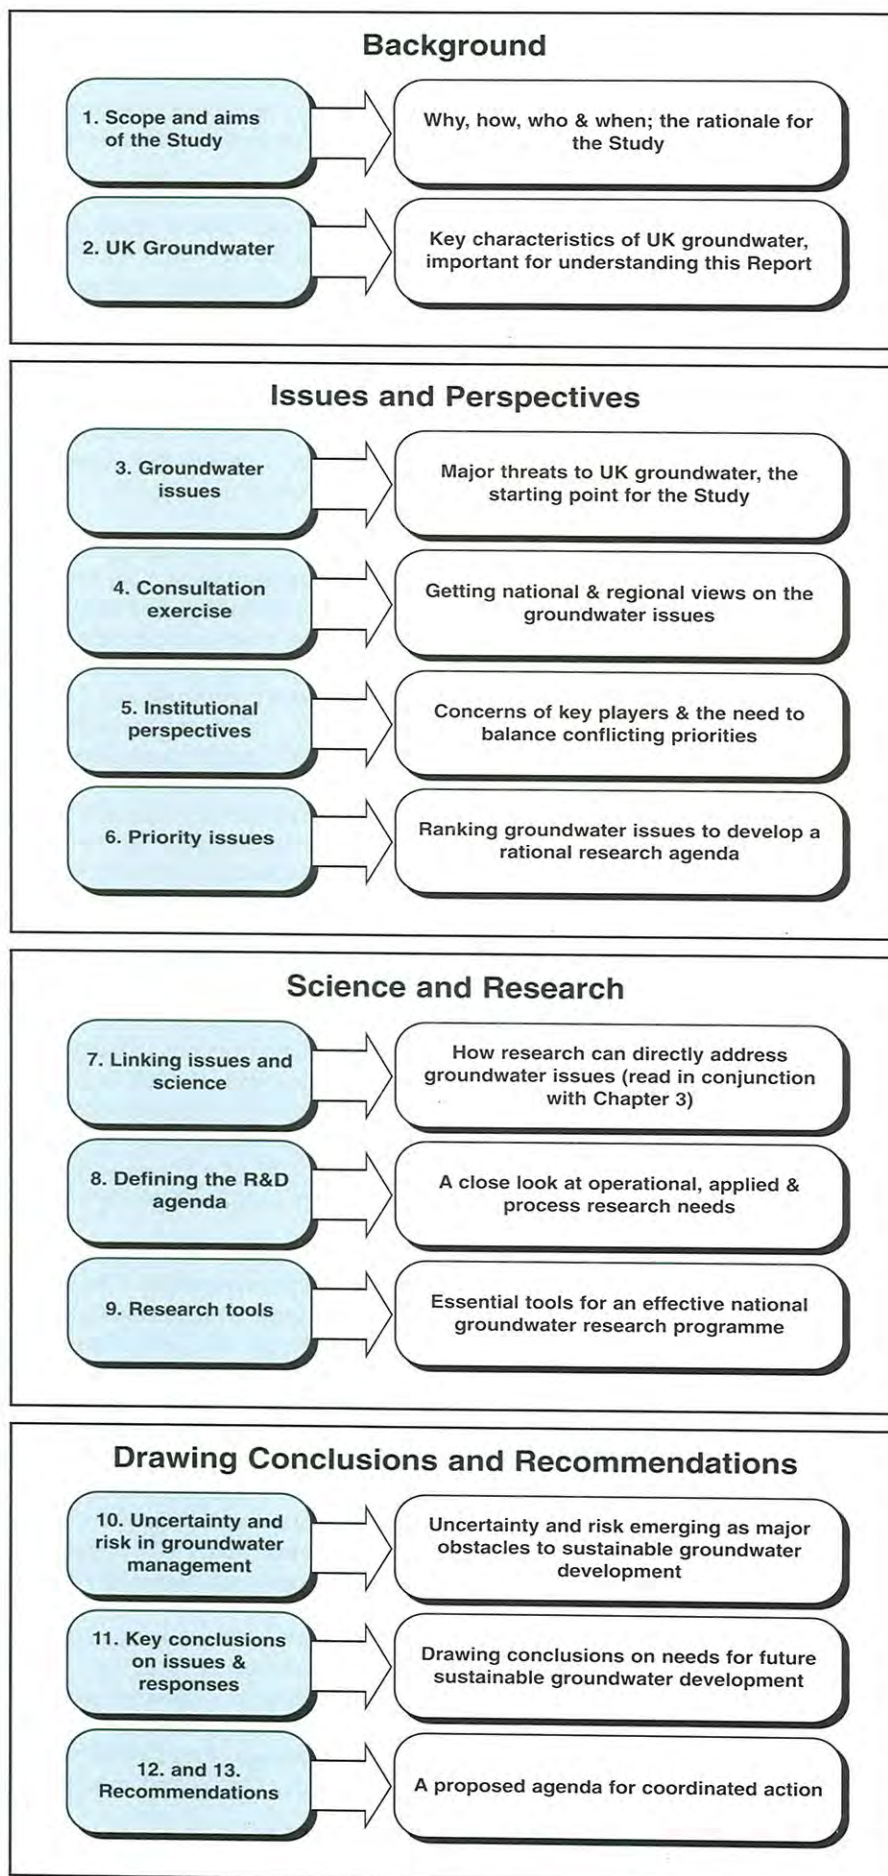 Background
1. Scope and aims
of the Study
Why, how, who & when; the rationale for
the Study
2. UK Groundwater
Key characteristics of UK groundwater,
important for understanding this Report
Issues and Perspectives
3. Groundwater
issues
Major threats to UK groundwater, the
starting point for the Study
4. Consultation
exercise
Getting national & regional views on the
groundwater issues
5. Institutional
perspectives
Concerns of key players & the need to
balance conflicting priorities
6. Priority issues
Ranking groundwater issues to develop a
rational research agenda
Science and Research
7. Linking issues and
science
How research can directly address
groundwater issues (read in conjunction
with Chapter 3)
8. Defining the R&D
agenda
A close look at operational, applied &
process research needs
9. Research tools
Essential tools for an effective national
groundwater research programme
Drawing Conclusions and Recommendations
10. Uncertainty and
risk in groundwater
management
Uncertainty and risk emerging as major
obstacles to sustainable groundwater
development
11. Key conclusions
on issues &
responses
Drawing conclusions on needs for future
sustainable groundwater development
12. and 13.
Recommendations
A proposed agenda for coordinated action